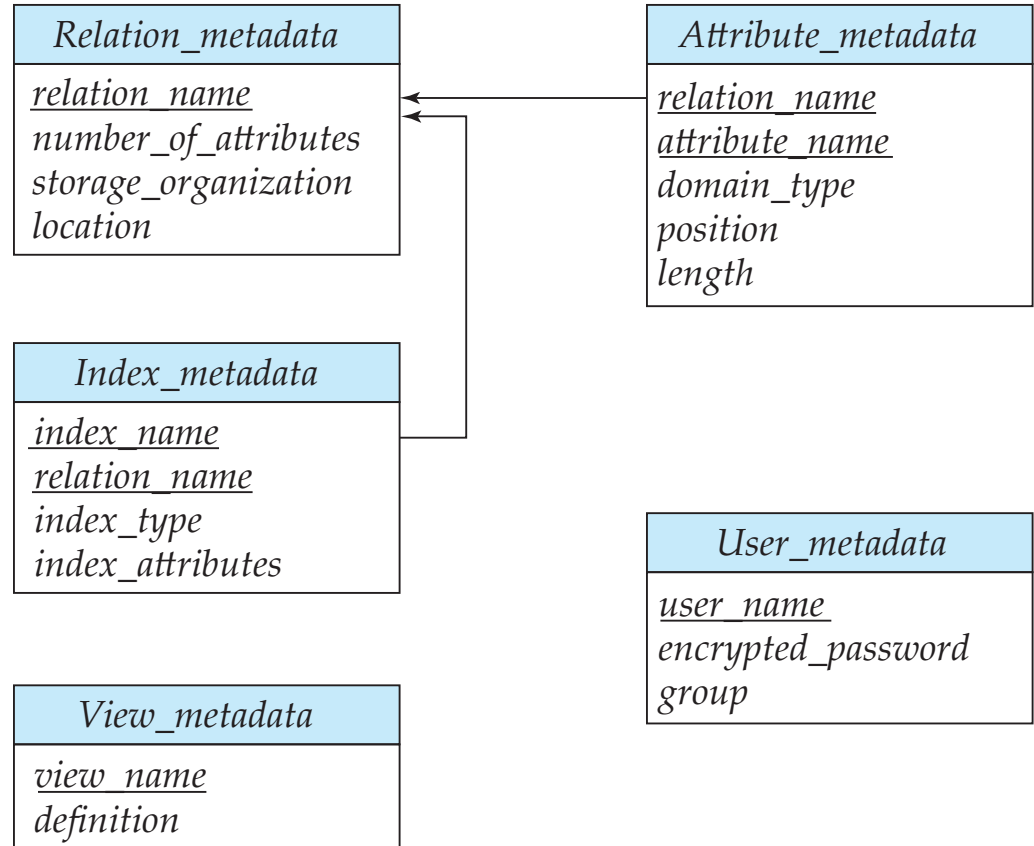 Relation_metadata
relation_name
number_of_attributes
storage_organization
location
Attribute_metadata
relation_name
attribute_name
domain_type
position
length
Index_metadata
index_name
relation_name
index_type
index_attributes
User_metadata
user_name
encrypted_password
group
View_metadata
view_name
definition